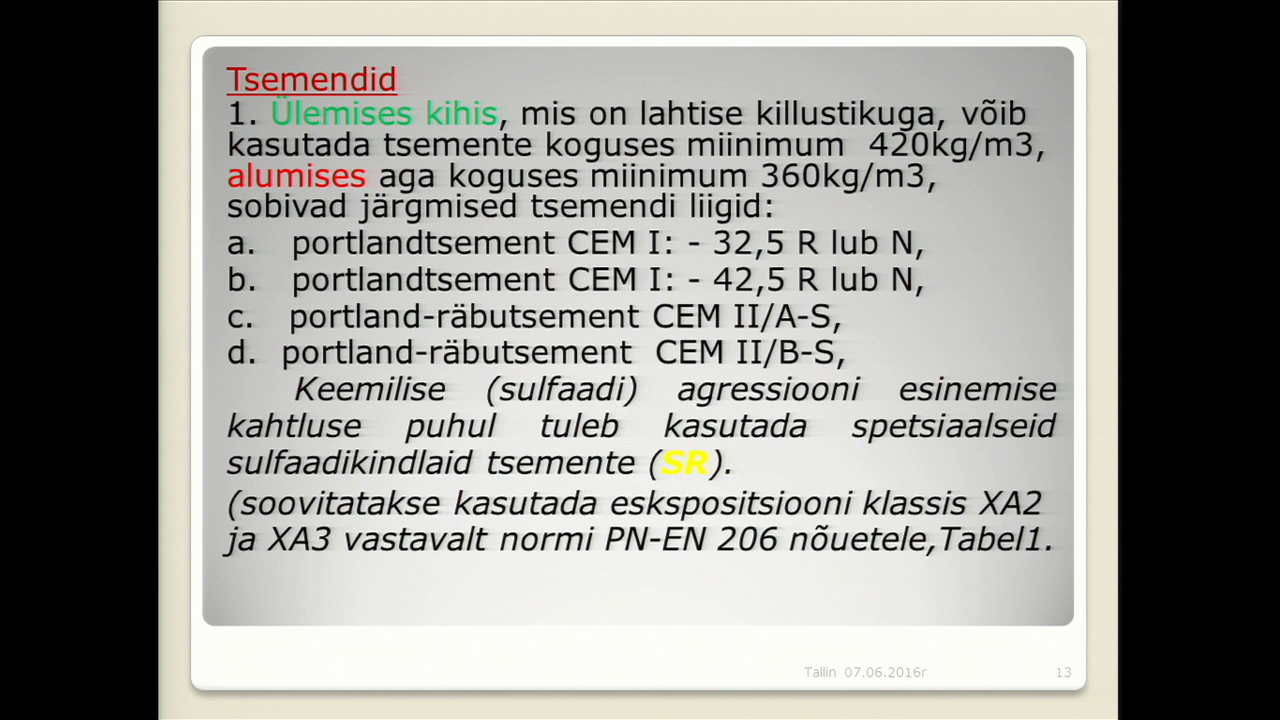 Tsemendid
1. Ülemises kihis, mis on lahtise killustikuga, võib
kasutada tsemente koguses miinimum 420kg/m3,
alumises aga koguses miinimum 360kg/m3,
sobivad järgmised tsemendi liigid:
a. portlandtsement CEM I: - 32,5 R lub N,
b. portlandtsement CEM I: - 42,5 R lub N,
c. portland-räbutsement CEM II/A-S,
d. portland-räbutsement CEM II/B-S,
Keemilise (sulfaadi) agressiooni esinemise
kahtluse puhul tuleb kasutada spetsiaalseid
sulfaadikindlaid tsemente (SR).
(soovitatakse kasutada eskspositsiooni klassis XA2
ja XA3 vastavalt normi PN-EN 206 nõuetele,Tabel1.
Tallin 07.06.2016r
13